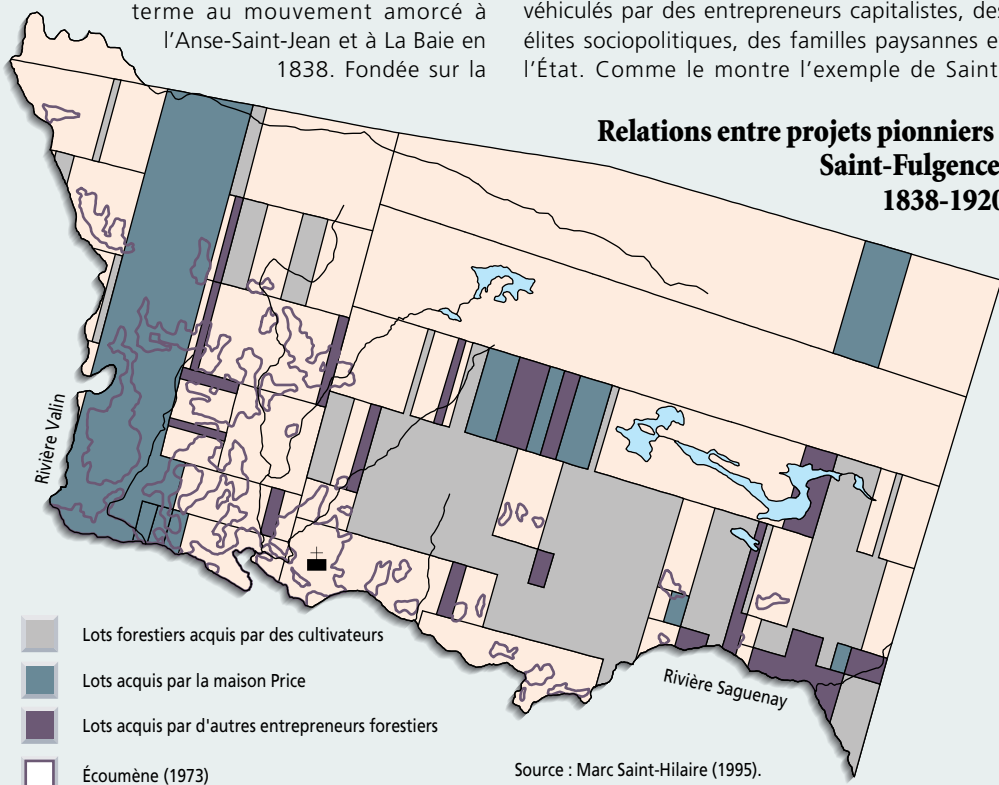 terme au mouvement amorcé à
l'Anse-Saint-Jean et à La Baie en
1838. Fondée sur la
véhiculés par des entrepreneurs capitalistes, des
élites sociopolitiques, des familles paysannes e
l'État. Comme le montre l'exemple de Saint
Relations entre projets pionniers
Saint-Fulgence
1838-1920
Rivière Valin
Rivière Saguenay
Lots forestiers acquis par des cultivateurs
Lots acquis par la maison Price
Lots acquis par d'autres entrepreneurs forestiers
Écoumène (1973)
Source : Marc Saint-Hilaire (1995).